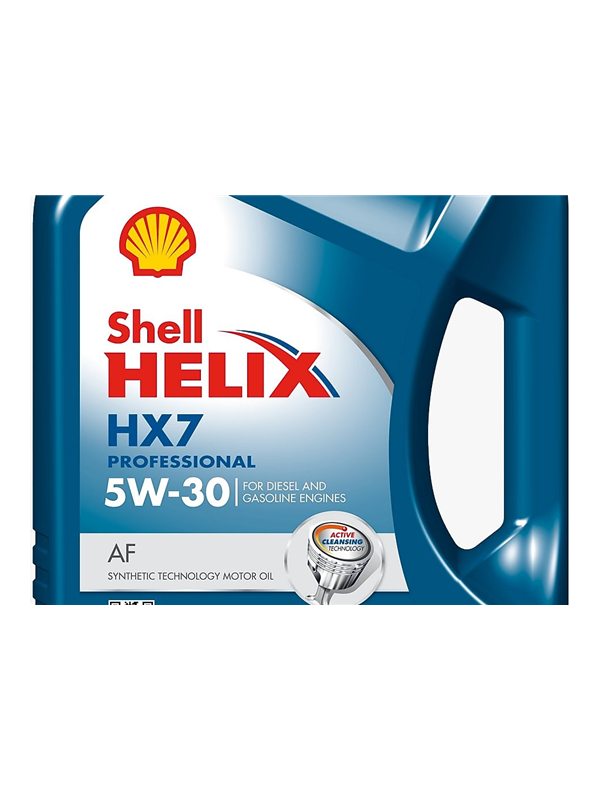 Shell
HELIX
HX7
PROFESSIONAL
5W-30
FOR DIESEL AND
GASOLINE ENGINES
ACTIVE
CLEANSING
TECHNOLOGY
AF
SYNTHETIC TECHNOLOGY MOTOR OIL